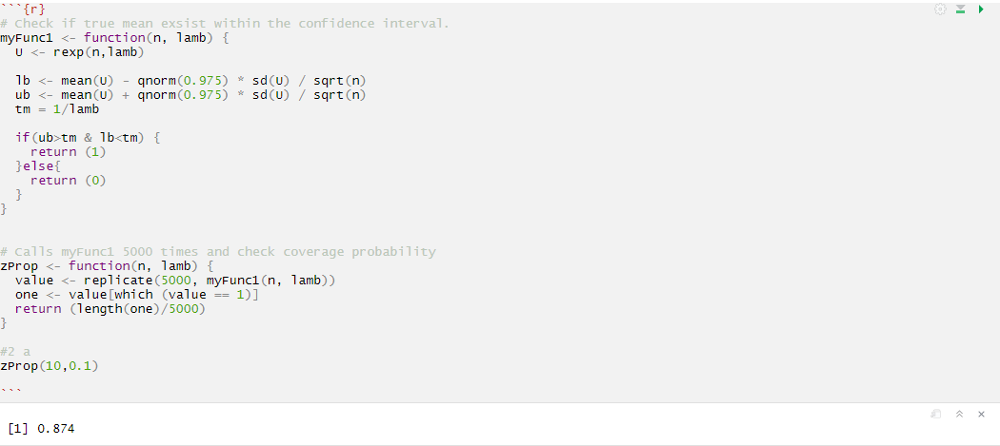 ```{r}
# Check if true mean exsist within the confidence interval.
myFunc1 <- function(n, lamb) {
  U <- rexp(n,lamb)
  lb <- mean(U) - qnorm(0.975) * sd(U) / sqrt(n)
  ub <- mean(U) + qnorm(0.975) * sd(U) / sqrt(n)
  tm = 1/lamb
  if(ub>tm & lb<tm) {
    return (1)
  }else{
    return (0)
  }
}
# Calls myFunc1 5000 times and check coverage probability
zProp <- function(n, lamb) {
  value <- replicate(5000, myFunc1(n, lamb))
  one <- value[which (value == 1)]
  return (length(one)/5000)
}
#2 a
zProp(10,0.1)
```
[1] 0.874